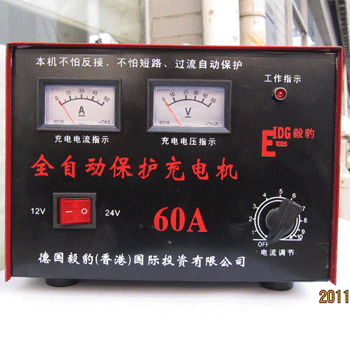 本机不怕反接、不怕短路、过流自动保护
工作指示
A
V
充电电流指示
充电电压指示
EIDG 毅豹
1005
全自动保护充电机
12V
24V
60A
OFF
10
电流调节
德国毅豹(香港)国际投资有限公司
2011